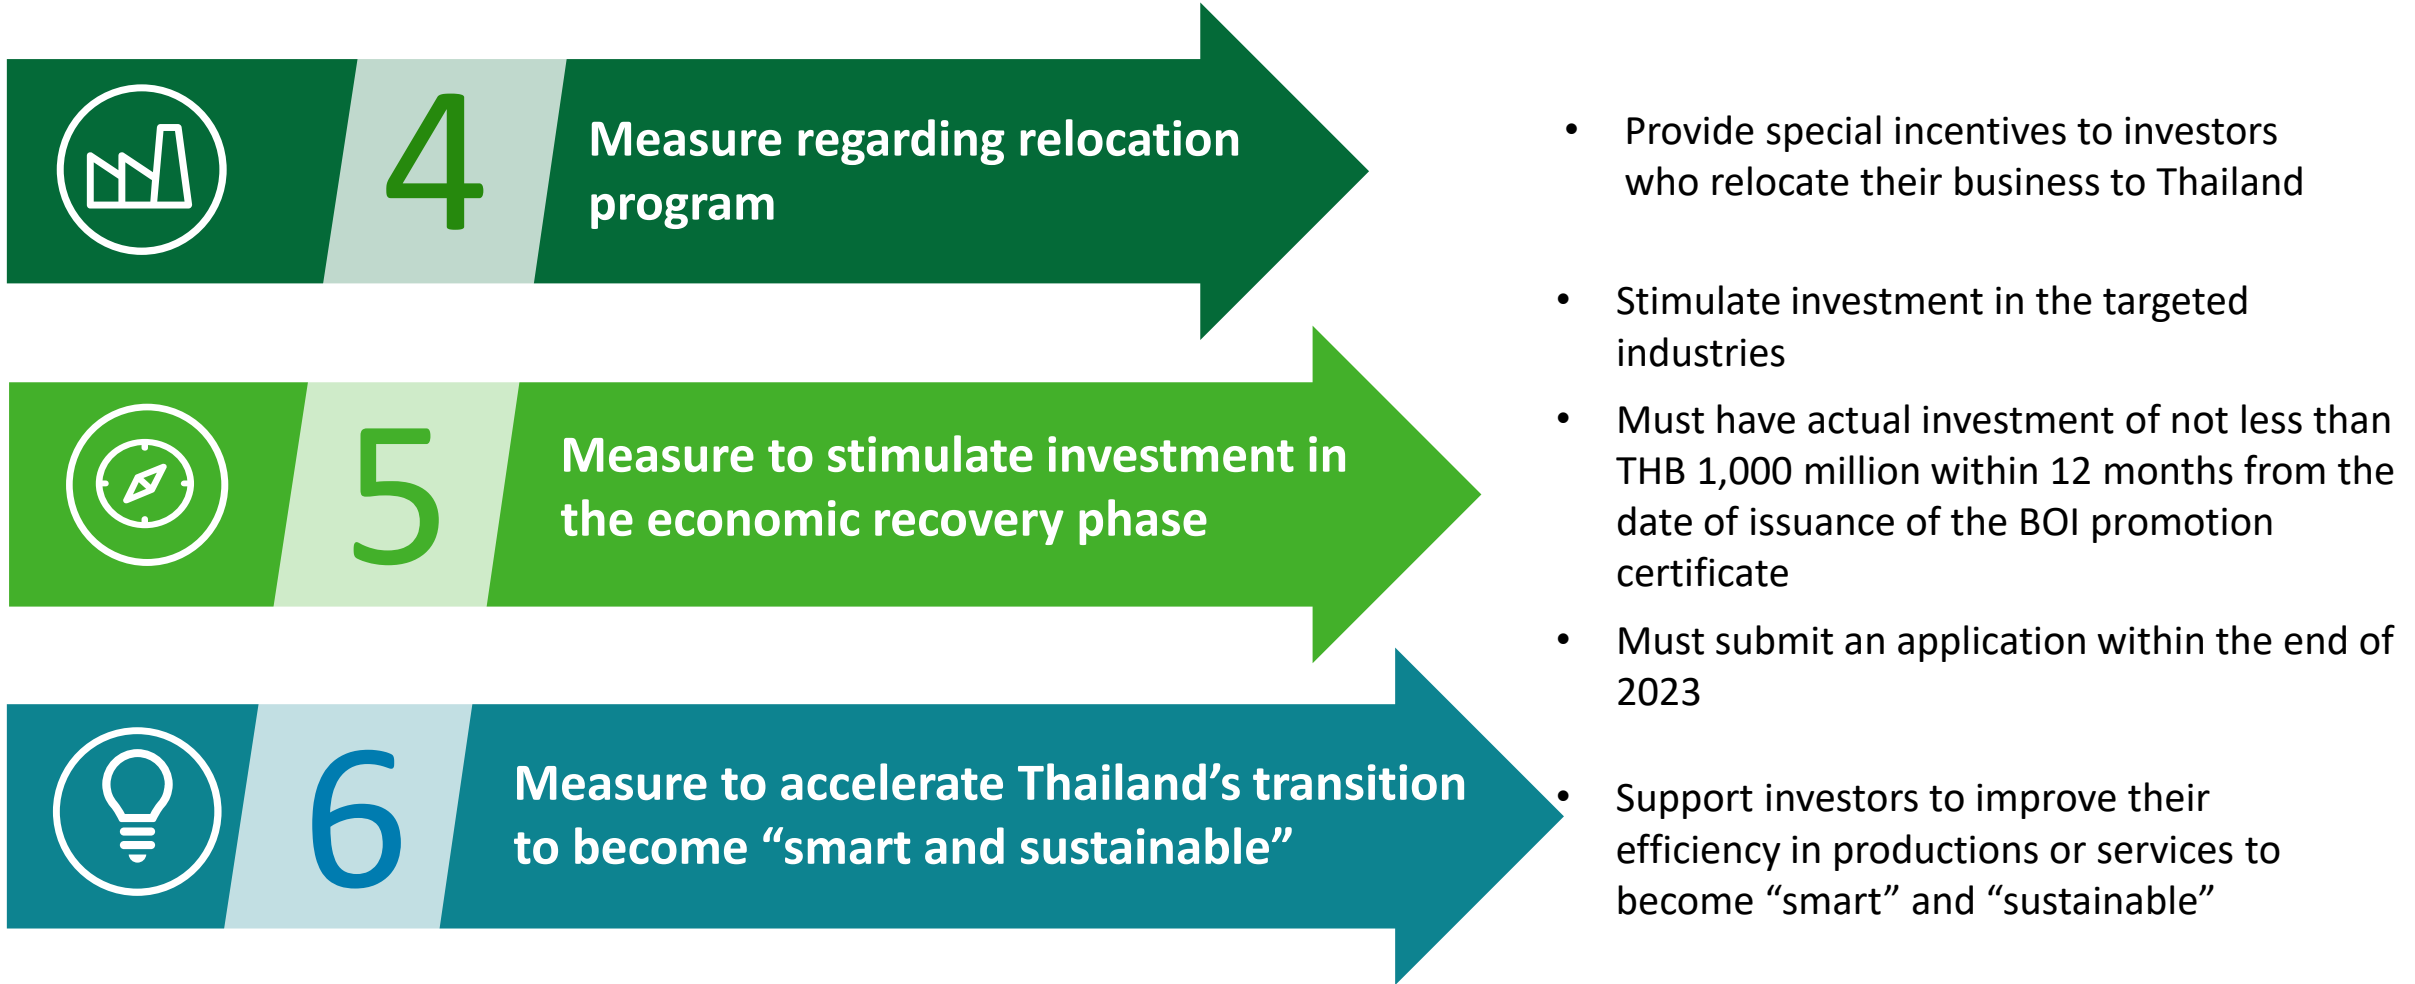 4
Measure regarding relocation
program
• Provide special incentives to investors
who relocate their business to Thailand
5
Measure to stimulate investment in
the economic recovery phase
• Stimulate investment in the targeted
industries
• Must have actual investment of not less than
THB 1,000 million within 12 months from the
date of issuance of the BOI promotion
certificate
• Must submit an application within the end of
2023
6
Measure to accelerate Thailand’s transition
to become “smart and sustainable”
• Support investors to improve their
efficiency in productions or services to
become “smart” and “sustainable”